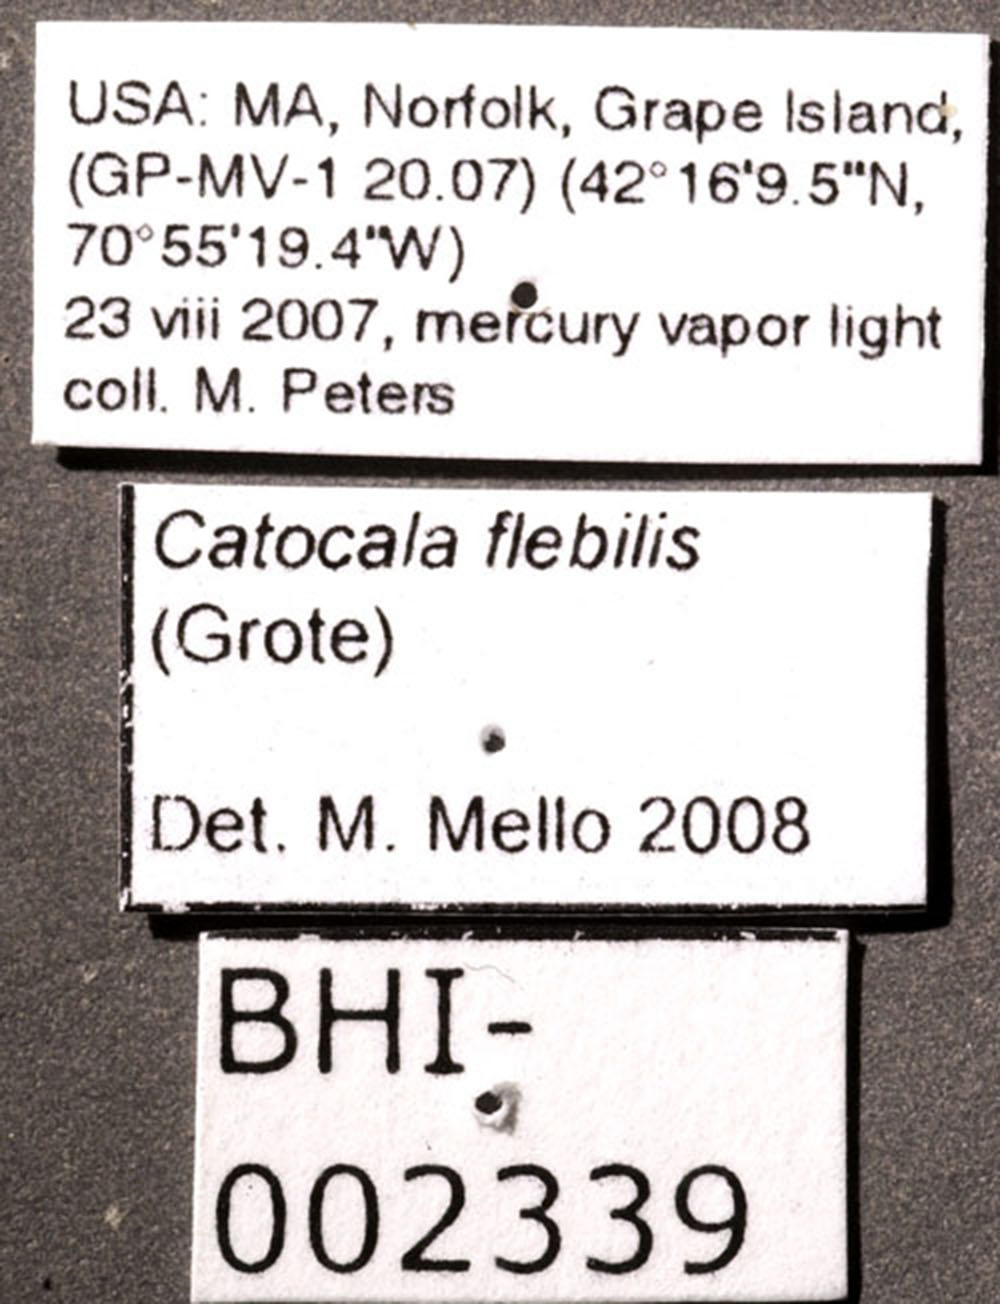 USA: MA, Norfolk, Grape Island,
(GP-MV-1 20.07) (42°16'9.5"N,
70°55'19.4"W)
23 viii 2007, mercury vapor light
coll. M. Peters
Catocala flebilis
(Grote)
Det. M. Mello 2008
BHI-
002339